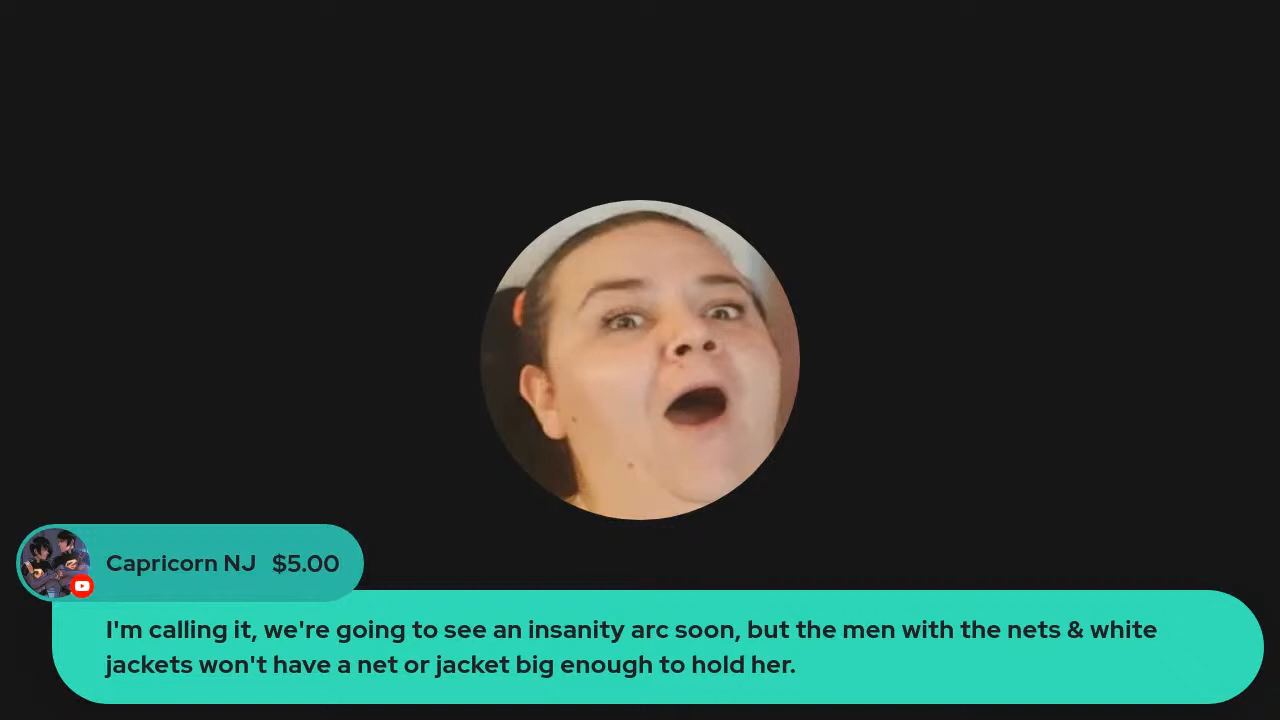 Capricorn NJ $5.00
I'm calling it, we're going to see an insanity arc soon, but the men with the nets & white
jackets won't have a net or jacket big enough to hold her.